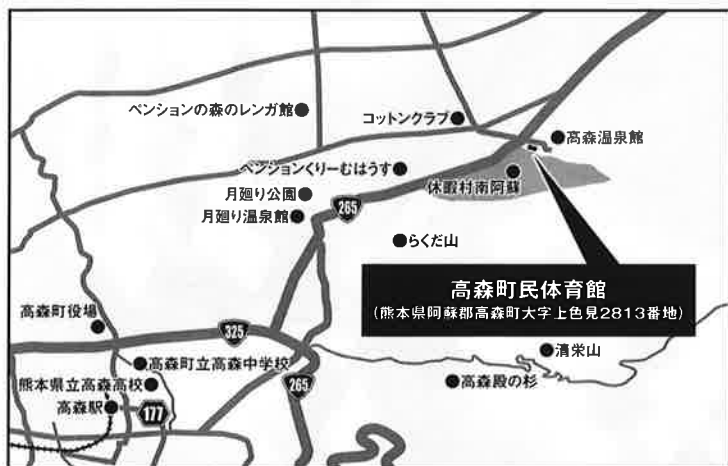 ペンションの森のレンガ館
コットンクラブ
高森温泉館
ペンションくりーむはうす
休暇村南阿蘇
月廻り公園
月廻り温泉館
265
らくだ山
高森町民体育館
(熊本県阿蘇郡高森町大字上色見2813番地)
高森町役場
325
清栄山
高森町立高森中学校
265
熊本県立高森高校
高森殿の杉
高森駅
177